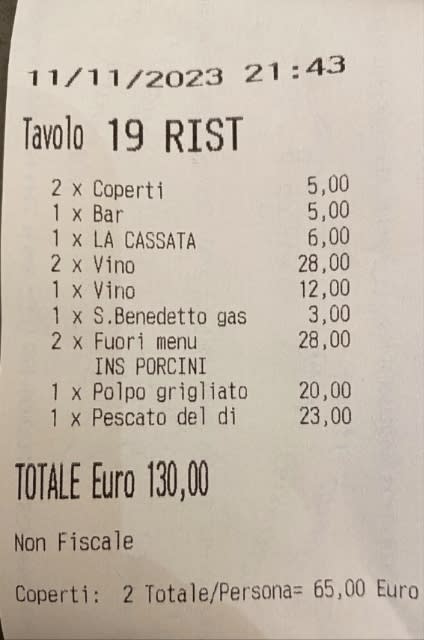 11/11/2023 21:43
Tavolo 19 RIST
2 x Coperti 5,00
1 x Bar 5,00
1 x LA CASSATA 6,00
2 x Vino 28,00
1 x Vino 12,00
1 x S.Benedetto gas 3,00
2 x Fuori menu 28,00
INS PORCINI
1 x Polpo grigliato 20,00
1 x Pescato del di 23,00
TOTALE Euro 130,00
Non Fiscale
Coperti: 2 Totale/Persona= 65,00 Euro